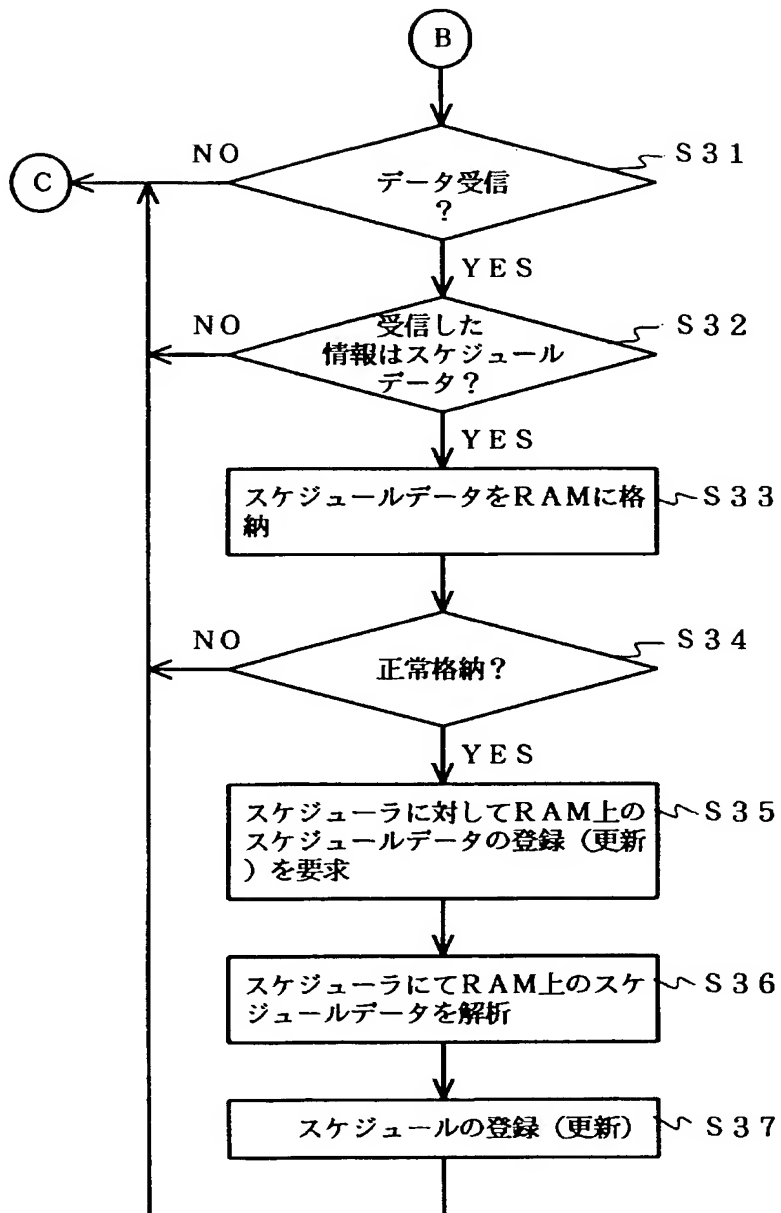 B
NO
S31
C
データ受信
?
YES
NO
受信した
S32
情報はスケジュール
データ?
YES
スケジュールデータをRAMに格
S33
納
NO
S34
正常格納?
YES
スケジューラに対してRAM上の
S35
スケジュールデータの登録(更新
)を要求
スケジューラにてRAM上のスケ
S36
ジュールデータを解析
スケジュールの登録(更新)
S37